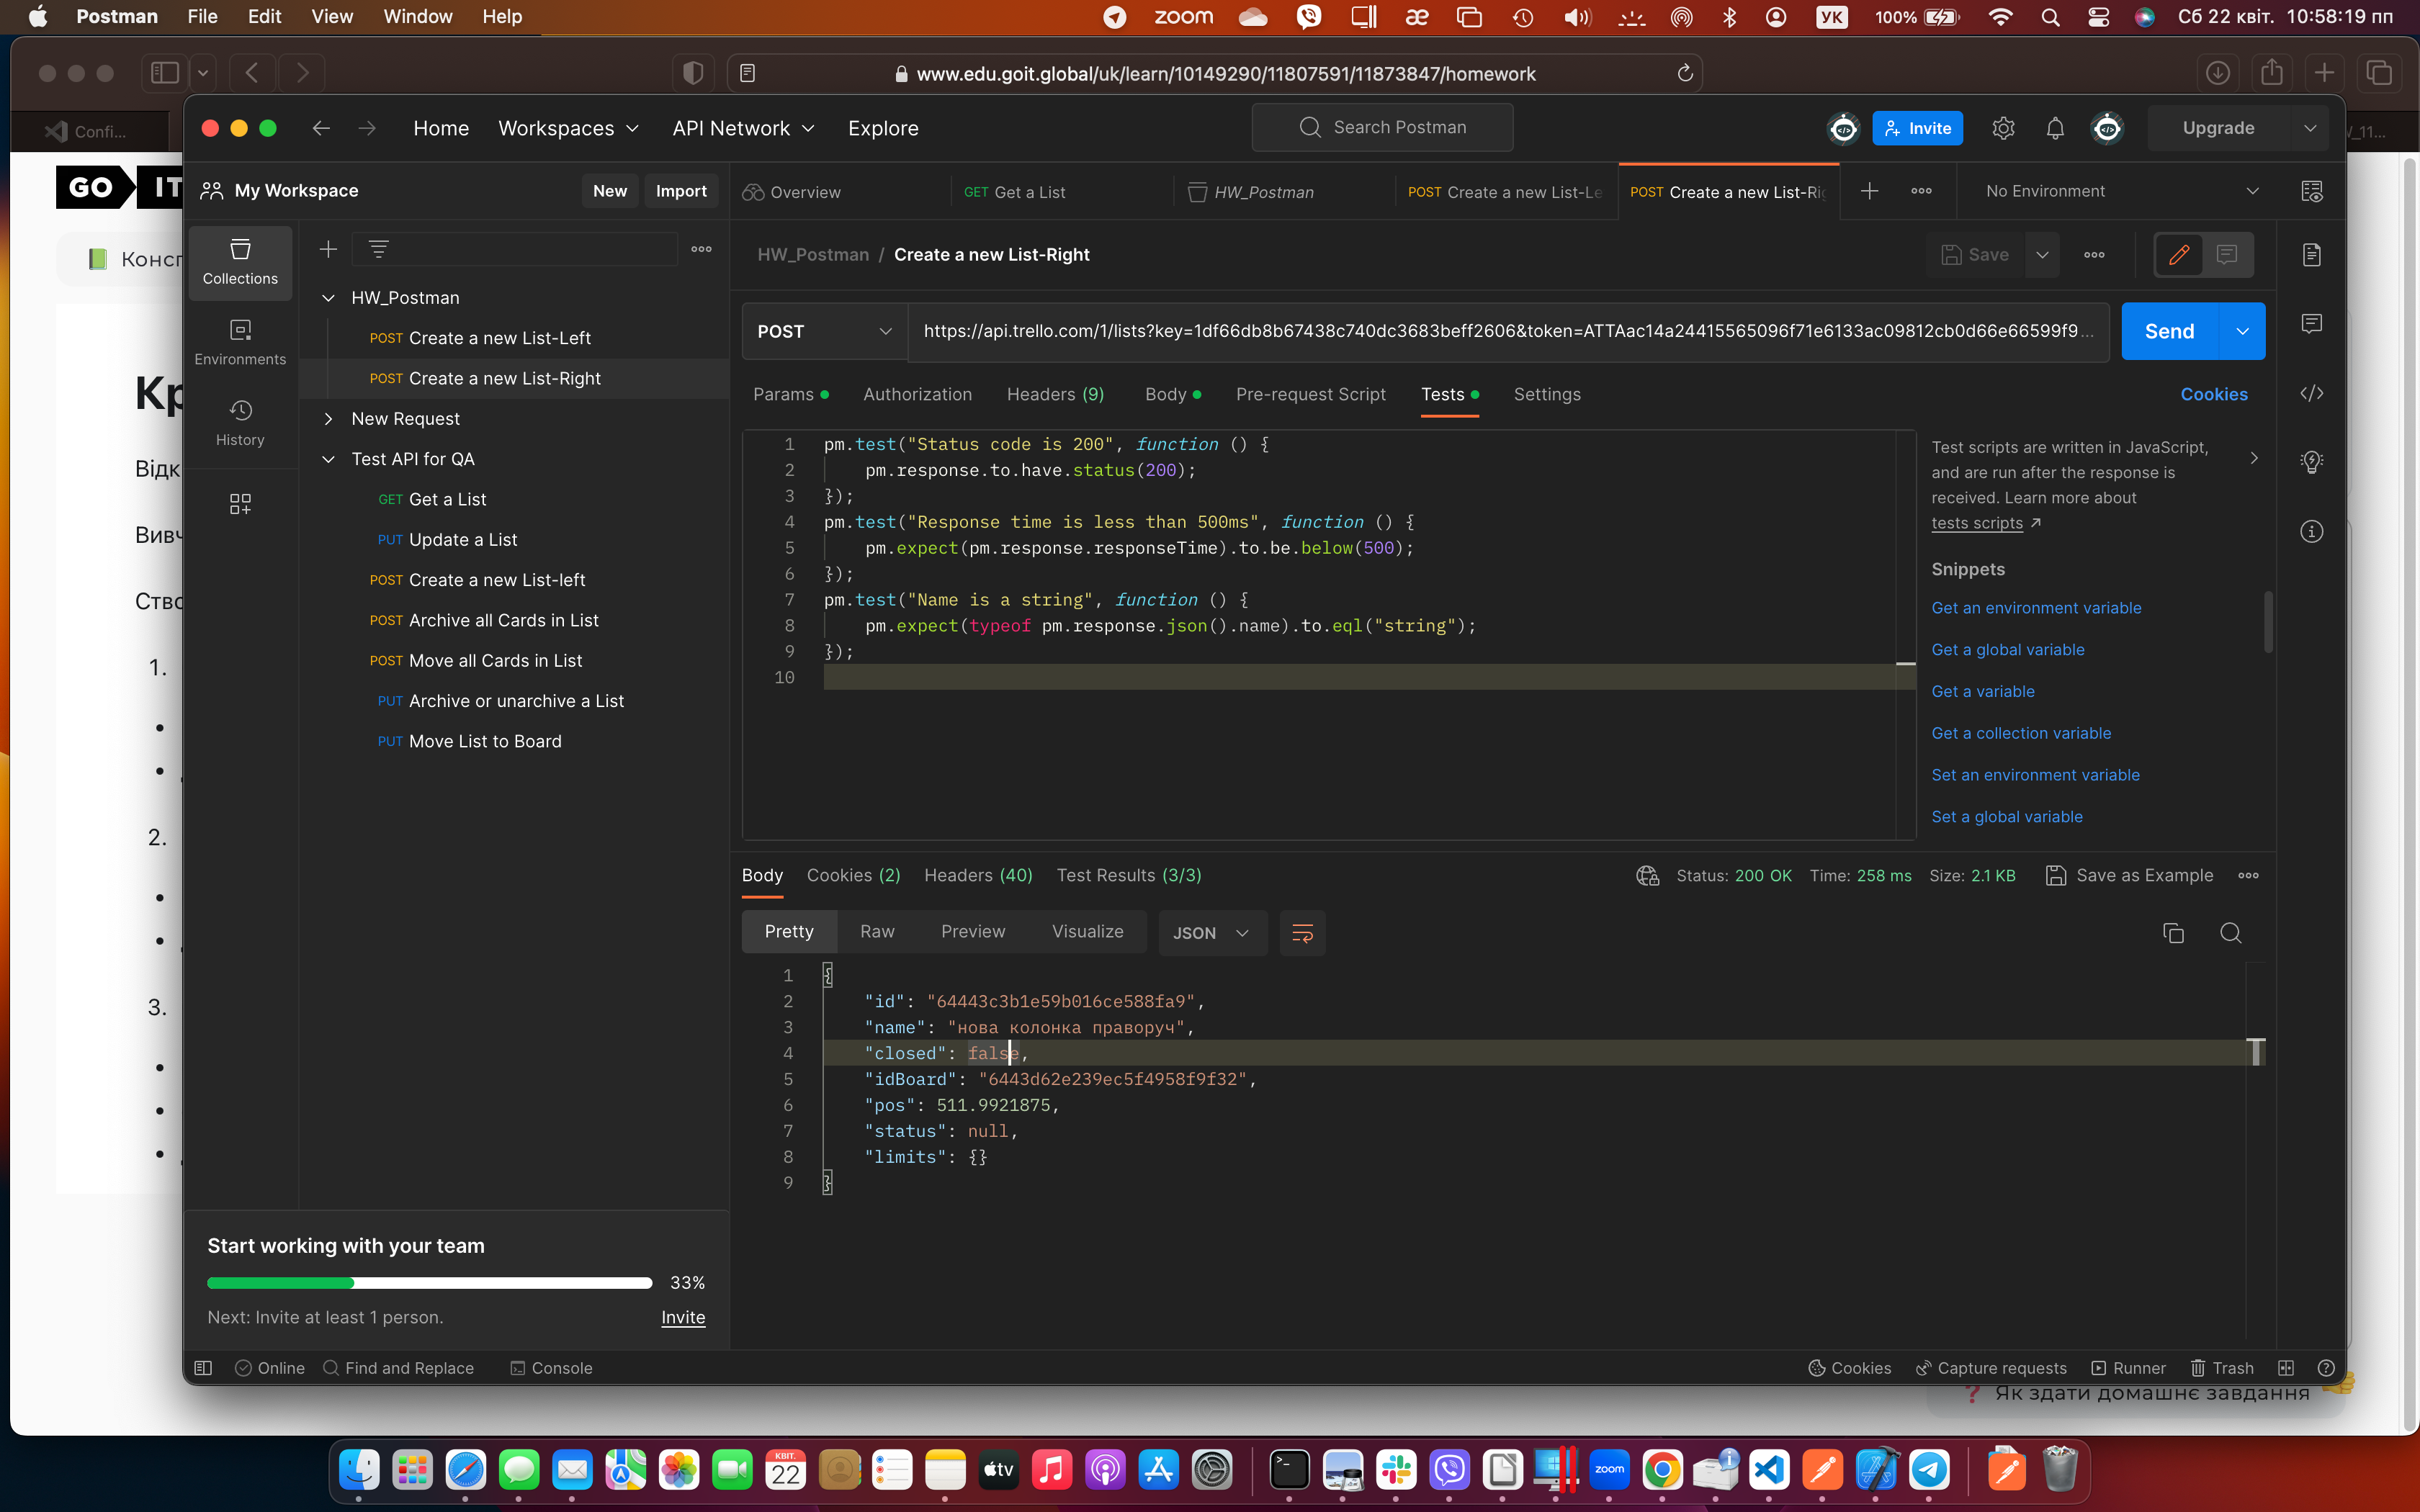 Postman File Edit View Window Help zoom УК 100% Сб 22 квіт. 10:58:19 пп
www.edu.goit.global/uk/learn/10149290/11807591/11873847/homework
Confi...
Home Workspaces API Network Explore Search Postman Invite Upgrade
GO IT
My Workspace New Import Overview GET Get a List HW_Postman POST Create a new List-Le POST Create a new List-Rig No Environment
Collections
HW_Postman / Create a new List-Right Save
HW_Postman
POST Create a new List-Left
POST Create a new List-Right
Environments
History
New Request
Test API for QA
GET Get a List
PUT Update a List
POST Create a new List-left
POST Archive all Cards in List
POST Move all Cards in List
PUT Archive or unarchive a List
PUT Move List to Board
POST https://api.trello.com/1/lists?key=1df66db8b67438c740dc3683beff2606&token=ATTAac14a24415565096f71e6133ac09812cb0d66e66599f9... Send
Params Authorization Headers (9) Body Pre-request Script Tests Settings Cookies
1 pm.test("Status code is 200", function () {
2 pm.response.to.have.status(200);
3 });
4 pm.test("Response time is less than 500ms", function () {
5 pm.expect(pm.response.responseTime).to.be.below(500);
6 });
7 pm.test("Name is a string", function () {
8 pm.expect(typeof pm.response.json().name).to.eql("string");
9 });
10
Test scripts are written in JavaScript,
and are run after the response is
received. Learn more about
tests scripts
Snippets
Get an environment variable
Get a global variable
Get a variable
Get a collection variable
Set an environment variable
Set a global variable
Body Cookies (2) Headers (40) Test Results (3/3) Status: 200 OK Time: 258 ms Size: 2.1 KB Save as Example
Pretty Raw Preview Visualize JSON
1 {
2 "id": "64443c3b1e59b016ce588fa9",
3 "name": "нова колонка праворуч",
4 "closed": false,
5 "idBoard": "6443d62e239ec5f4958f9f32",
6 "pos": 511.9921875,
7 "status": null,
8 "limits": {}
9 }
1.
2.
3.
Start working with your team
33%
Next: Invite at least 1 person. Invite
Online Find and Replace Console Cookies Capture requests Runner Trash
Як здати домашнє завдання
КВІТ.
22
tv
zoom